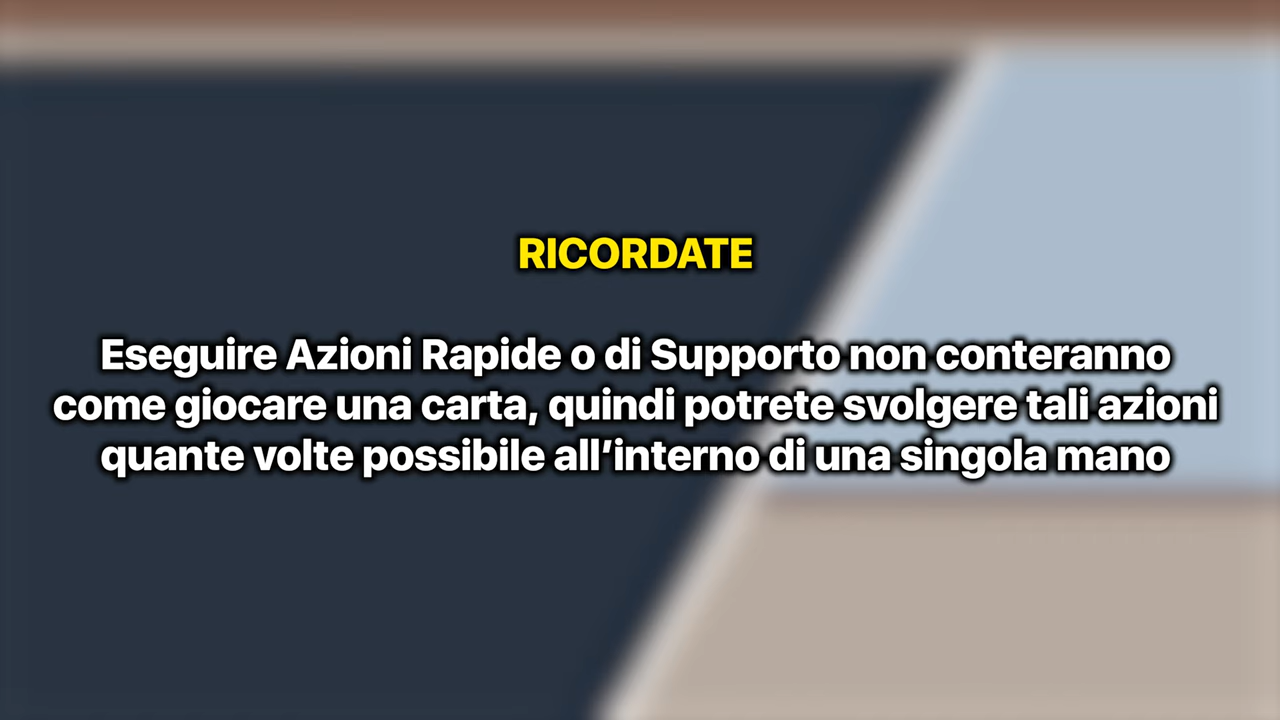 RICORDATE
Eseguire Azioni Rapide o di Supporto non conteranno
come giocare una carta, quindi potrete svolgere tali azioni
quante volte possibile all’interno di una singola mano